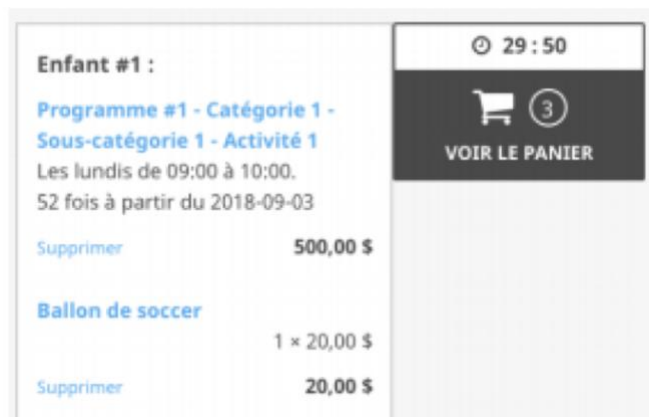 Enfant #1 :
Programme #1 - Catégorie 1 -
Sous-catégorie 1 - Activité 1
Les lundis de 09:00 à 10:00.
52 fois à partir du 2018-09-03
Supprimer 500,00 $
Ballon de soccer
1 × 20,00 $
Supprimer 20,00 $
29 : 50
3
VOIR LE PANIER